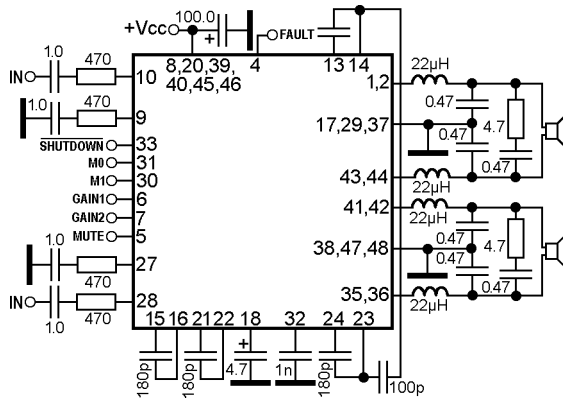 +Vcc
100.0
+
FAULT
1.0
470
IN
10
8,20,39,
40,45,46
4
13
14
1,2
22µH
0.47
4.7
1.0
470
9
17,29,37
0.47
0.47
SHUTDOWN
33
M0
31
M1
30
43,44
22µH
GAIN1
6
GAIN2
7
MUTE
5
41,42
22µH
0.47
4.7
38,47,48
1.0
470
27
0.47
0.47
IN
1.0
470
28
35,36
22µH
15
16
21
22
18
32
24
23
180p
180p
+
4.7
1n
180p
100p